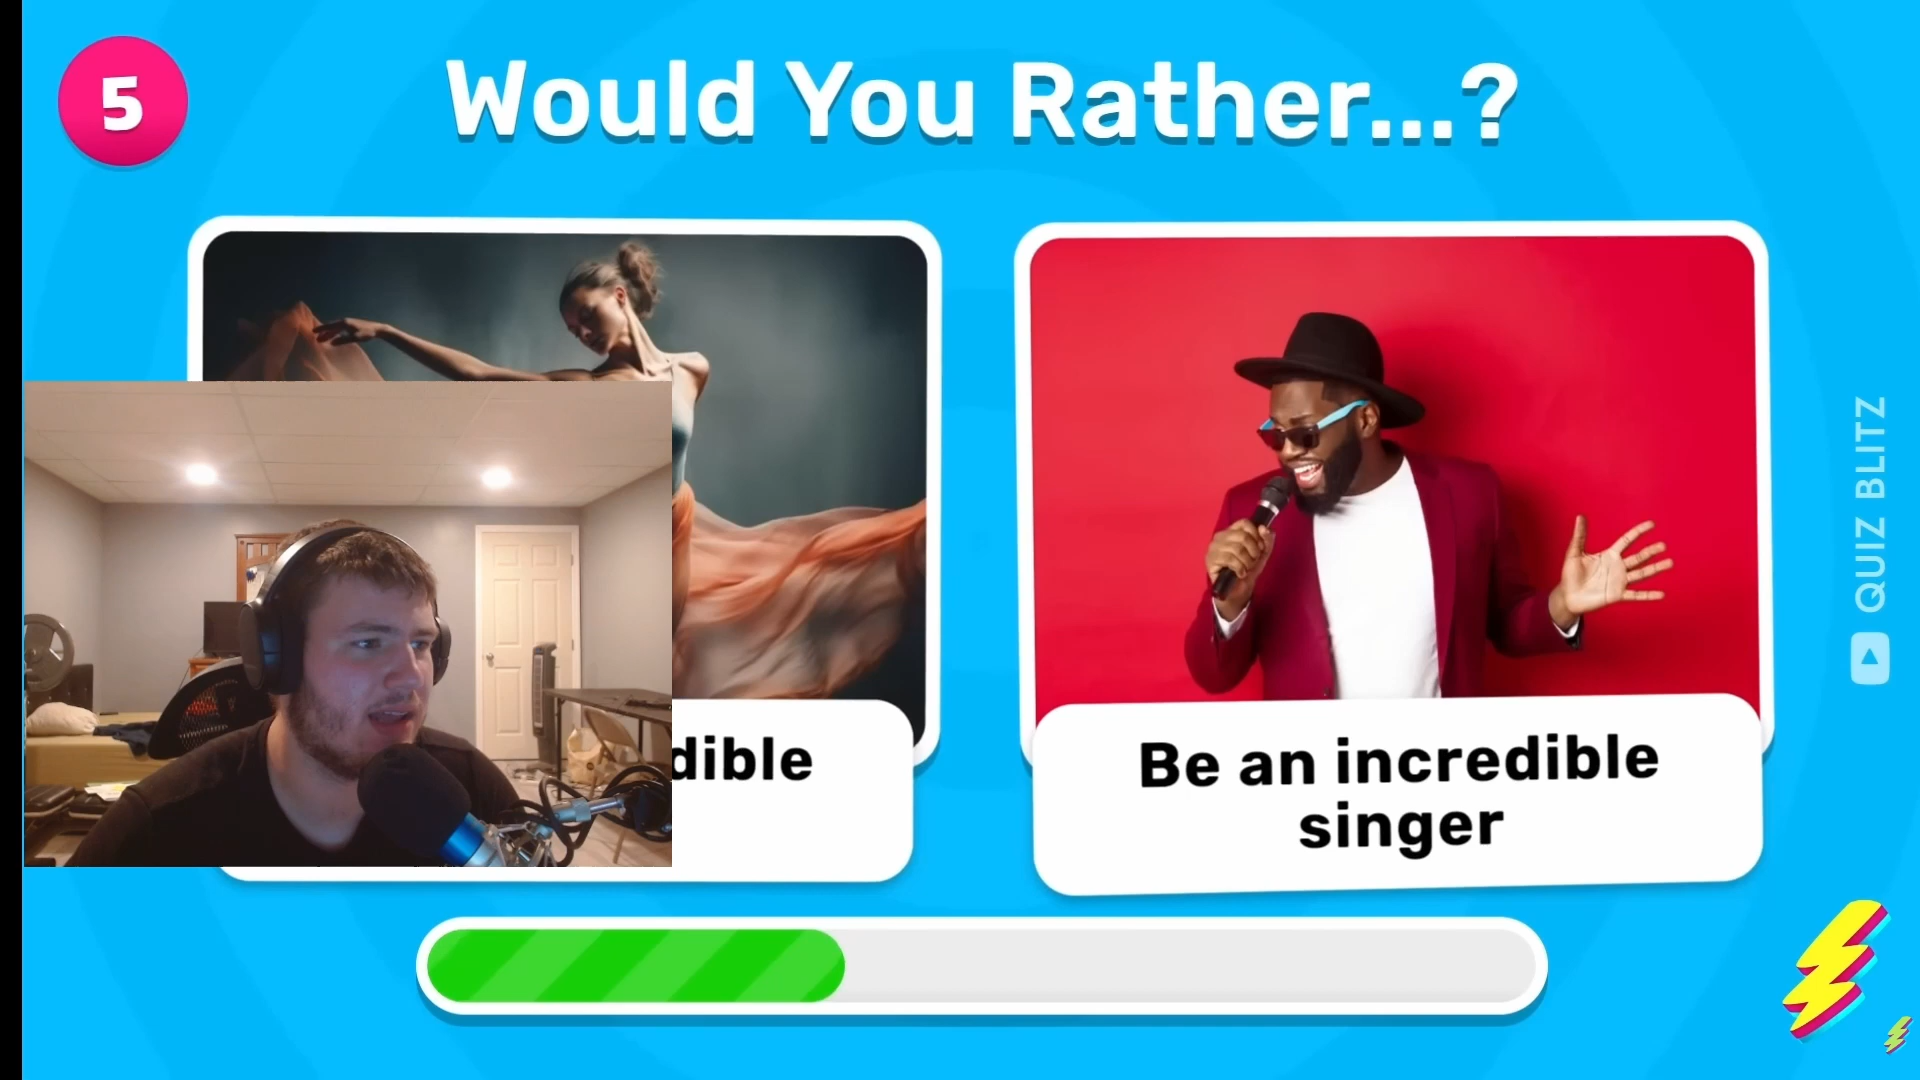 5
Would You Rather...?
dible
Be an incredible
singer
QUIZ BLITZ